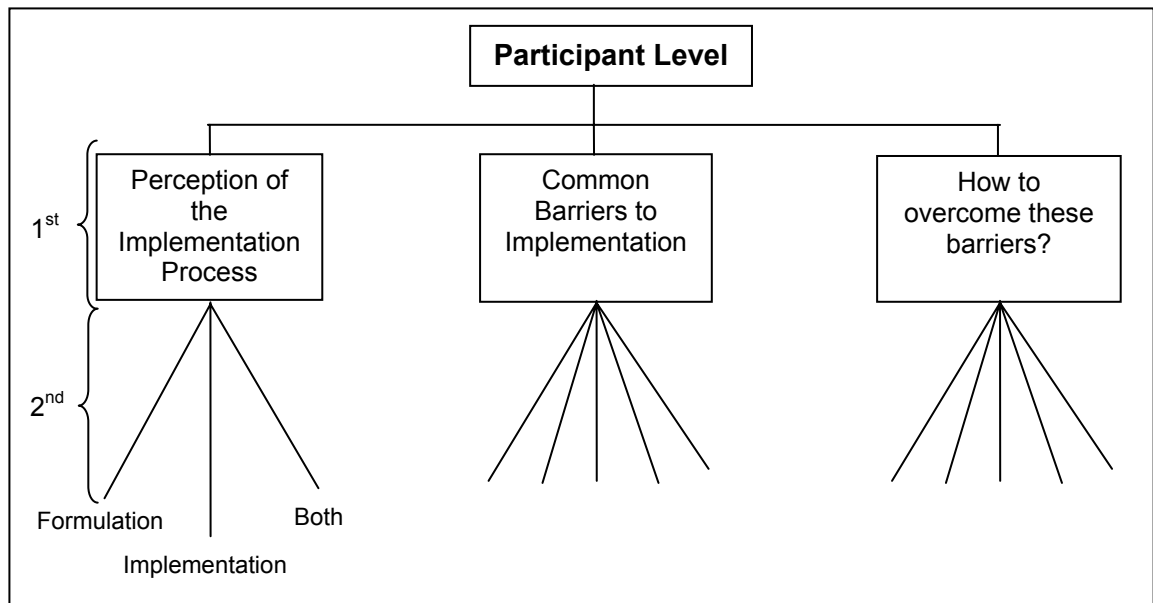 Participant Level
1st
Perception of
the
Implementation
Process
Common
Barriers to
Implementation
How to
overcome these
barriers?
2nd
Formulation
Implementation
Both